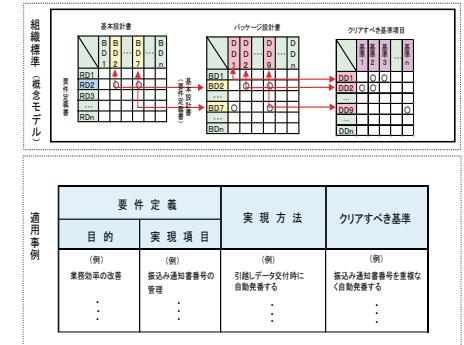 組織標準(概念モデル)
基本設計書
BD1 BD2 … BD7 … BDn
要件定義書
RD1
RD2 ○ ○
RD3
…
RDn
パッケージ設計書
DD1 DD2 … DD9 … DDn
基本設計書(要件定義書)
BD1
BD2 ○ ○ ○
…
BD7 ○ ○
…
BDn
クリアすべき基準項目
基準1 基準2 基準3 … 基準n
DD1 ○ ○
DD2 ○ ○
…
DD9 ○
…
DDn
適用事例
要件定義
実現方法
クリアすべき基準
目的
実現項目
(例)
業務効率の改善
(例)
振込み通知書番号の
管理
(例)
引越しデータ交付時に
自動発番する
(例)
振込み通知書番号を重複な
く自動発番する